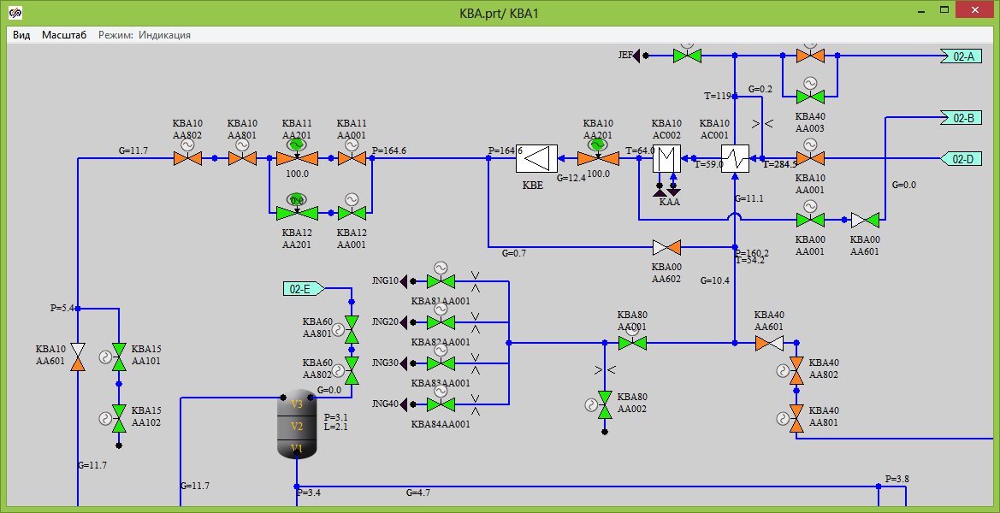 KBA.prt/ KBA1
Вид Масштаб Режим: Индикация
JEF
02-A
G=0.2
T=119.
02-B
KBA40
AA003
KBA10
AA802
KBA10
AA801
KBA11
AA201
KBA11
AA001
KBA10
AA201
KBA10
AC002
KBA10
AC001
G=11.7
P=164.6
P=164.6
T=64.0
T=59.0
T=284.5
02-D
100.0
KBE
G=12.4
100.0
KAA
KBA10
AA001
G=0.0
G=11.1
0.0
KBA12
AA201
KBA12
AA001
KBA00
AA001
KBA00
AA601
G=0.7
P=160.2
T=54.2
KBA00
AA602
G=10.4
02-E
JNG10
KBA81AA001
P=5.4
KBA60
AA801
JNG20
KBA82AA001
KBA80
AA001
KBA40
AA601
KBA10
AA601
KBA15
AA101
KBA60
AA802
JNG30
KBA83AA001
KBA40
AA802
G=0.0
JNG40
KBA84AA001
KBA80
AA002
KBA15
AA102
V3
V2
V1
P=3.1
L=2.1
KBA40
AA801
G=11.7
G=11.7
P=3.4
G=4.7
P=3.8